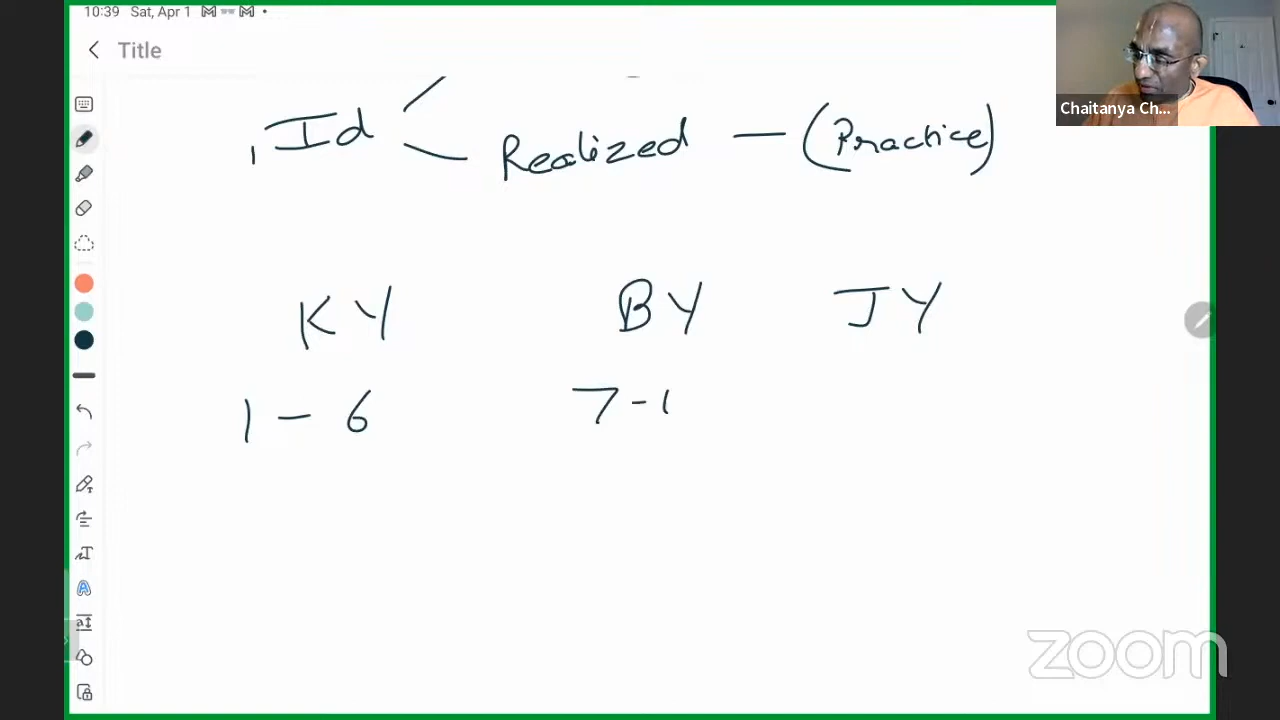 10:39 Sat, Apr 1
Title
Chaitanya Ch...
Id
Realized — (Practice)
KY BY JY
1 - 6 7 - 1
zoom